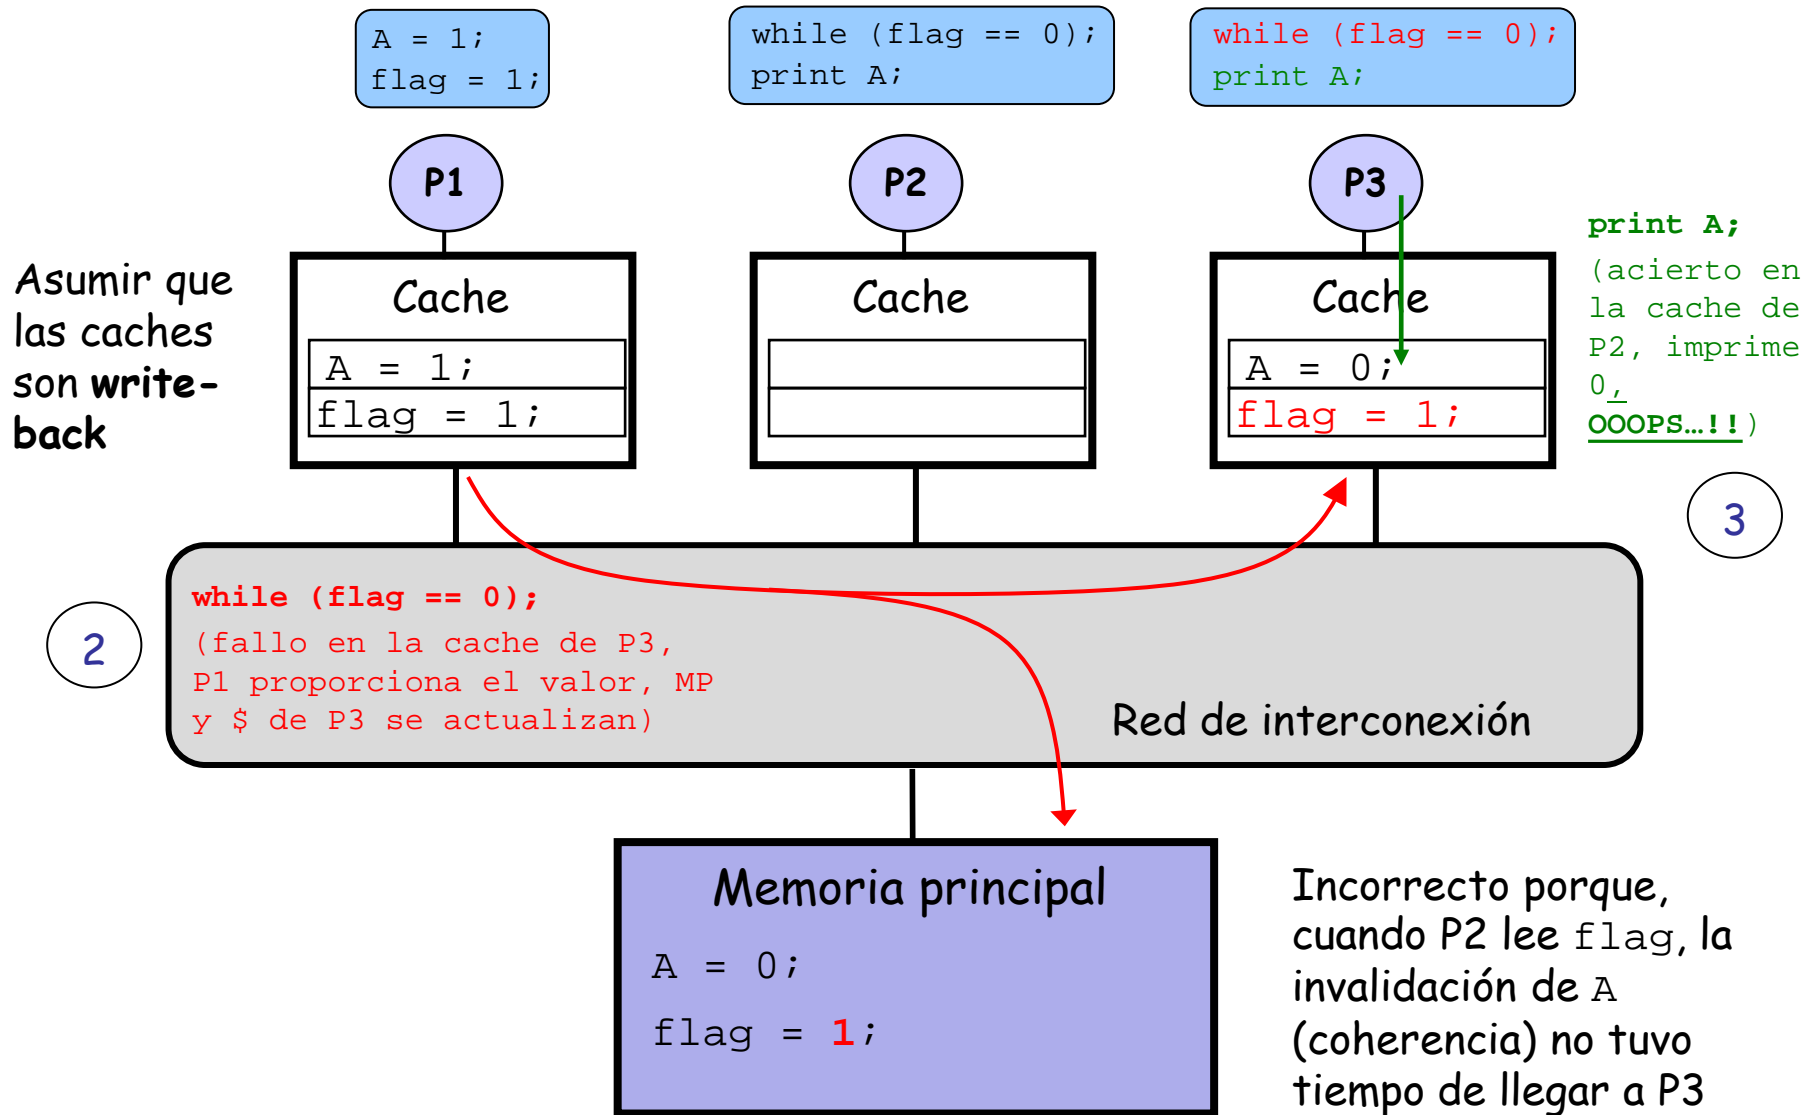 A = 1;
flag = 1;
while (flag == 0);
print A;
while (flag == 0);
print A;
P1
P2
P3
Asumir que
las caches
son write-
back
Cache
A = 1;
flag = 1;
Cache
Cache
A = 0;
flag = 1;
print A;
(acierto en
la cache de
P2, imprime
0,
OOOPS…!!)
3
2
while (flag == 0);
(fallo en la cache de P3,
P1 proporciona el valor, MP
y $ de P3 se actualizan)
Red de interconexión
Memoria principal
A = 0;
flag = 1;
Incorrecto porque,
cuando P2 lee flag, la
invalidación de A
(coherencia) no tuvo
tiempo de llegar a P3